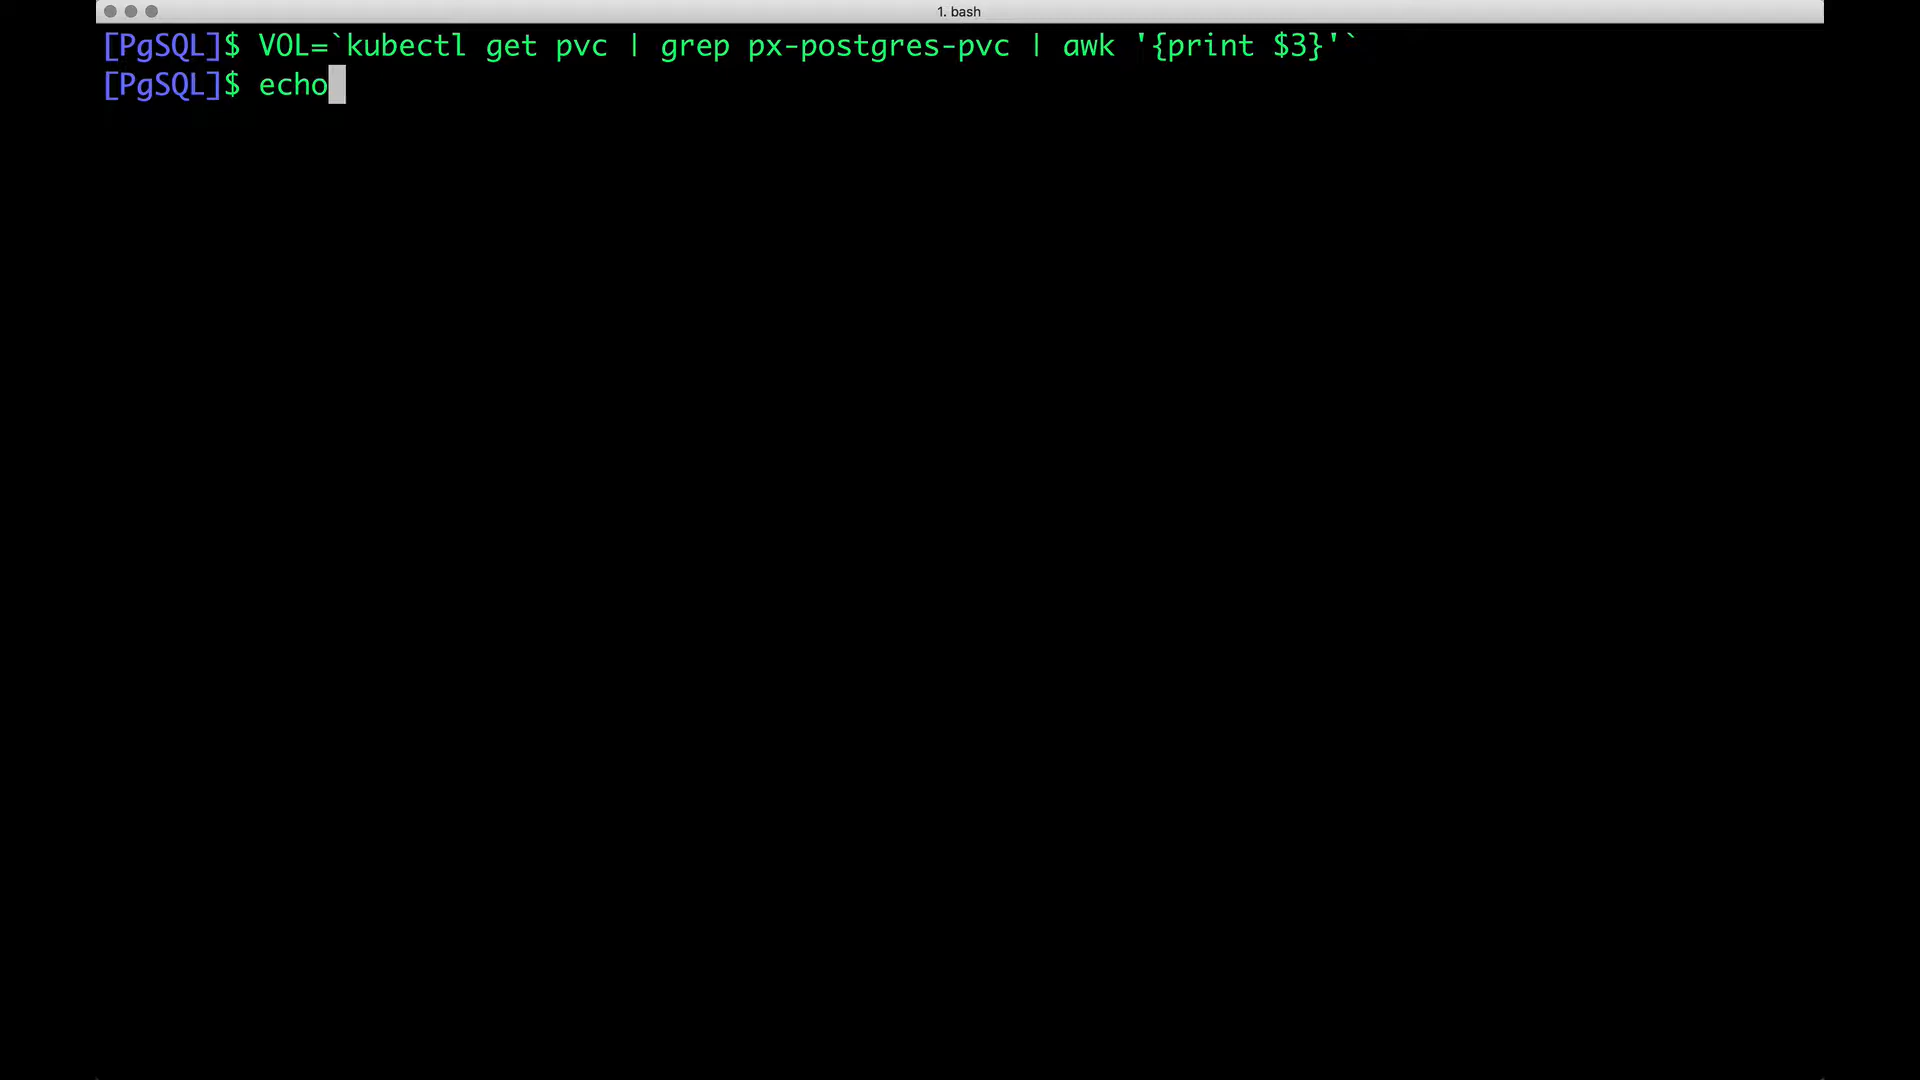 1. bash
[PgSQL]$ VOL=`kubectl get pvc | grep px-postgres-pvc | awk '{print $3}'`
[PgSQL]$ echo